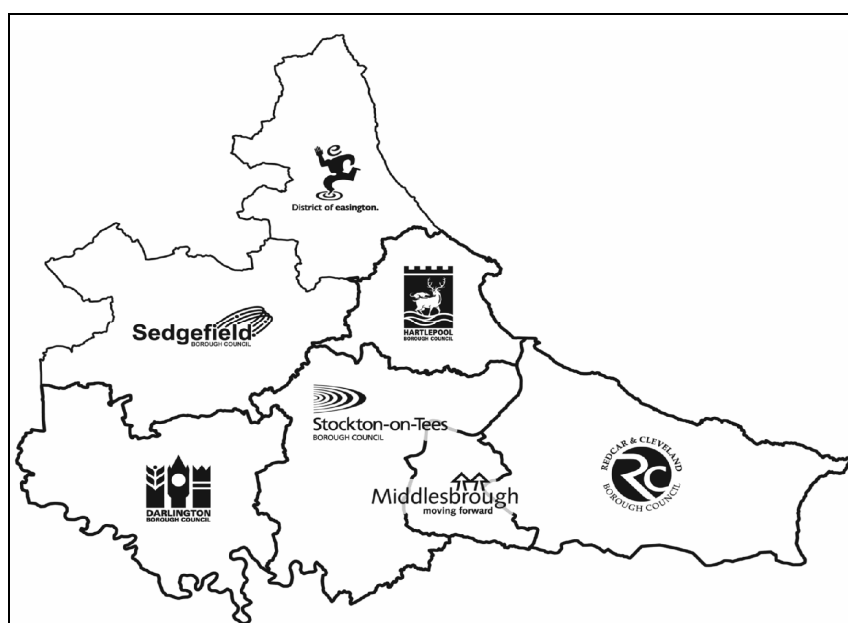 e
District of easington.
Sedgefield
BOROUGH COUNCIL
HARTLEPOOL
BOROUGH COUNCIL
Stockton-on-Tees
BOROUGH COUNCIL
DARLINGTON
BOROUGH COUNCIL
Middlesbrough
moving forward
REDCAR & CLEVELAND
RC
BOROUGH COUNCIL